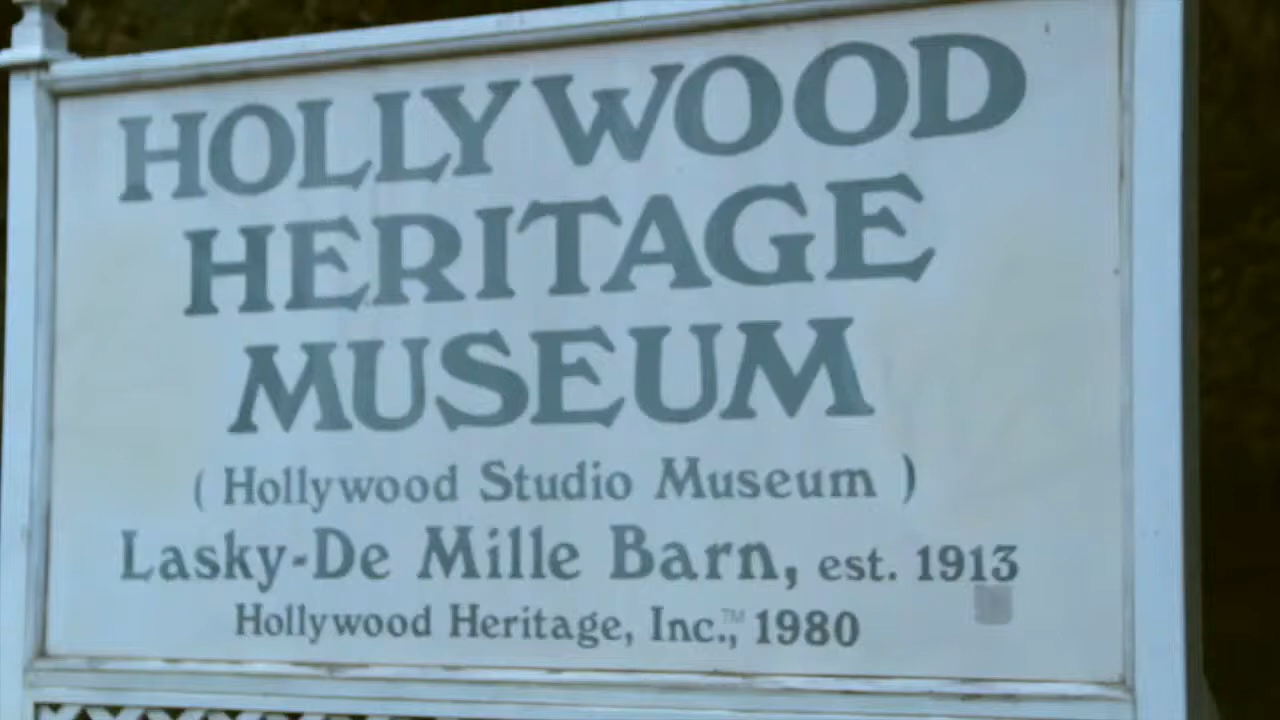 HOLLYWOOD
HERITAGE
MUSEUM
( Hollywood Studio Museum )
Lasky-De Mille Barn, est. 1913
Hollywood Heritage, Inc.,™ 1980